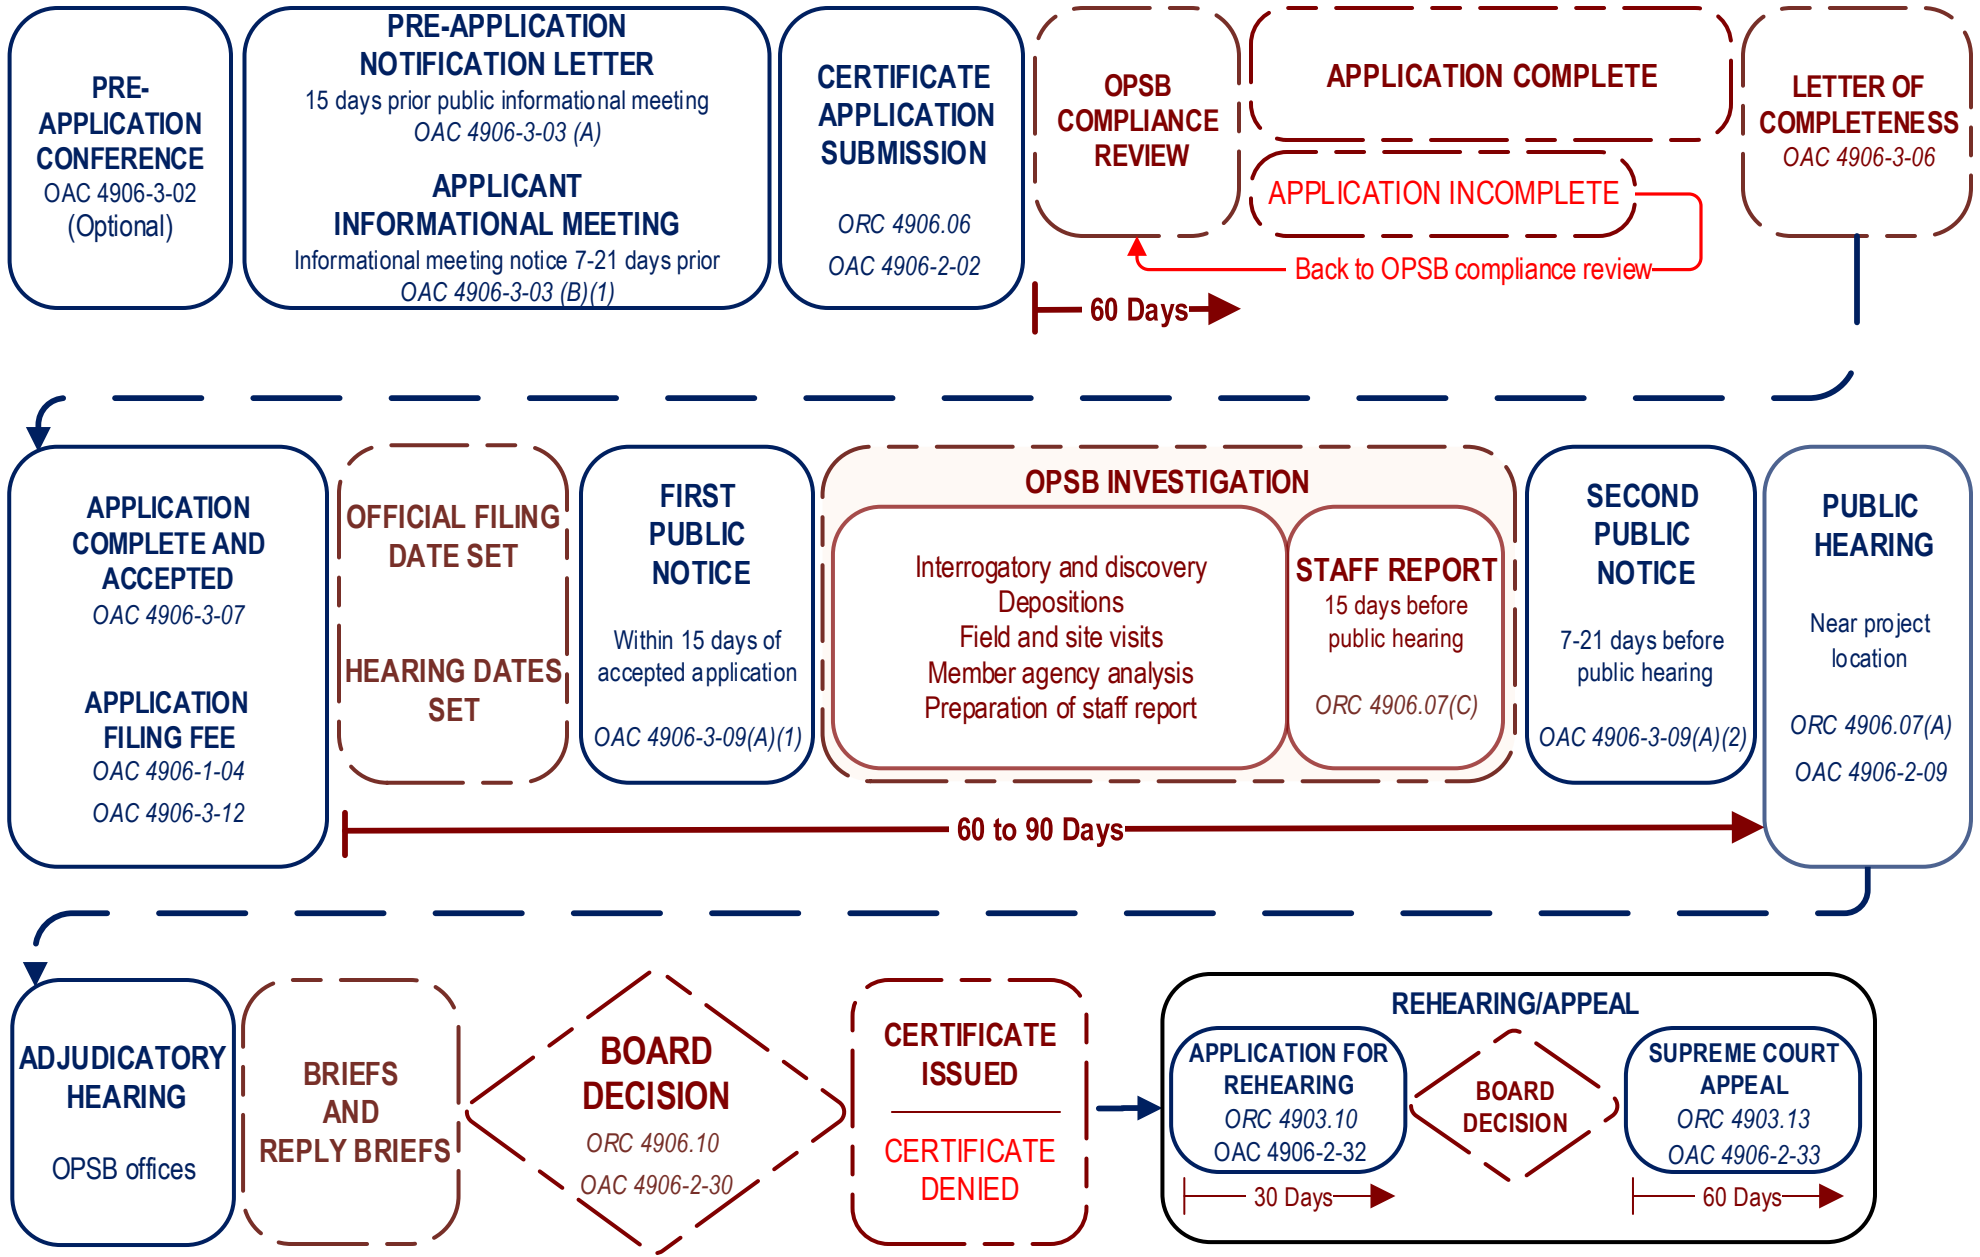 PRE-
APPLICATION
CONFERENCE
OAC 4906-3-02
(Optional)
PRE-APPLICATION
NOTIFICATION LETTER
15 days prior public informational meeting
OAC 4906-3-03 (A)
APPLICANT
INFORMATIONAL MEETING
Informational meeting notice 7-21 days prior
OAC 4906-3-03 (B)(1)
CERTIFICATE
APPLICATION
SUBMISSION
ORC 4906.06
OAC 4906-2-02
OPSB
COMPLIANCE
REVIEW
APPLICATION COMPLETE
APPLICATION INCOMPLETE
Back to OPSB compliance review
60 Days
LETTER OF
COMPLETENESS
OAC 4906-3-06
APPLICATION
COMPLETE AND
ACCEPTED
OAC 4906-3-07
APPLICATION
FILING FEE
OAC 4906-1-04
OAC 4906-3-12
OFFICIAL FILING
DATE SET
HEARING DATES
SET
FIRST
PUBLIC
NOTICE
Within 15 days of
accepted application
OAC 4906-3-09(A)(1)
OPSB INVESTIGATION
Interrogatory and discovery
Depositions
Field and site visits
Member agency analysis
Preparation of staff report
STAFF REPORT
15 days before
public hearing
ORC 4906.07(C)
SECOND
PUBLIC
NOTICE
7-21 days before
public hearing
OAC 4906-3-09(A)(2)
PUBLIC
HEARING
Near project
location
ORC 4906.07(A)
OAC 4906-2-09
60 to 90 Days
ADJUDICATORY
HEARING
OPSB offices
BRIEFS
AND
REPLY BRIEFS
BOARD
DECISION
ORC 4906.10
OAC 4906-2-30
CERTIFICATE
ISSUED
CERTIFICATE
DENIED
REHEARING/APPEAL
APPLICATION FOR
REHEARING
ORC 4903.10
OAC 4906-2-32
30 Days
BOARD
DECISION
SUPREME COURT
APPEAL
ORC 4903.13
OAC 4906-2-33
60 Days